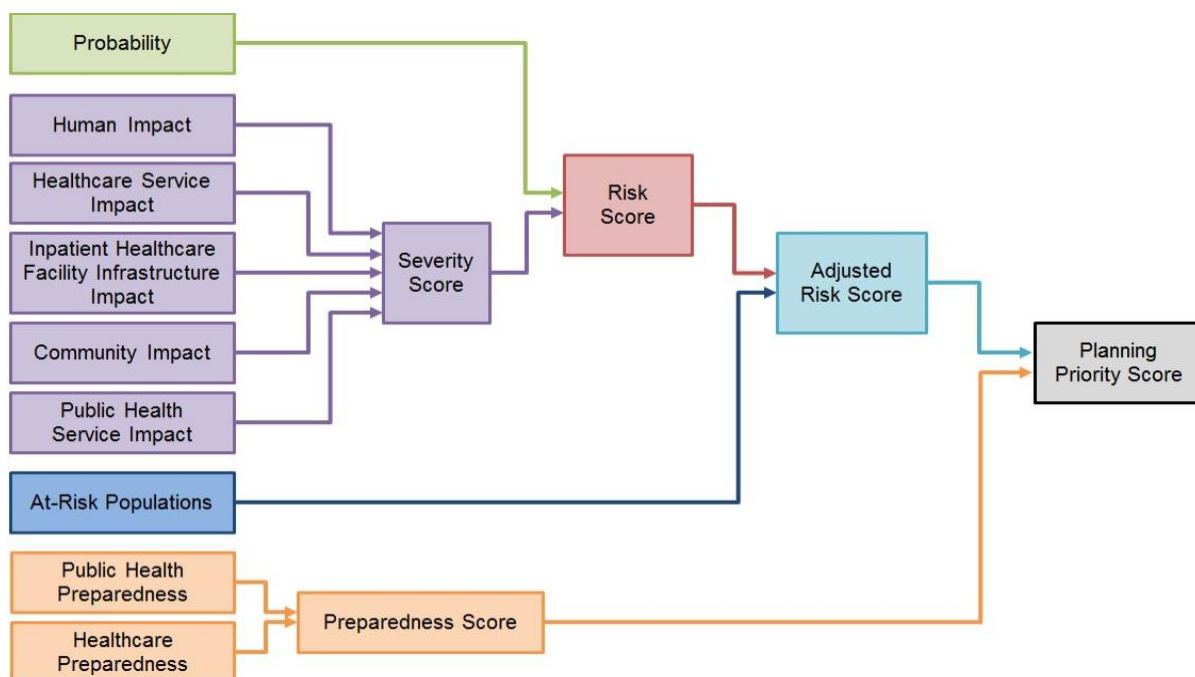 Probability
Human Impact
Healthcare Service
Impact
Inpatient Healthcare
Facility Infrastructure
Impact
Community Impact
Public Health
Service Impact
At-Risk Populations
Public Health
Preparedness
Healthcare
Preparedness
Severity
Score
Preparedness Score
Risk
Score
Adjusted
Risk Score
Planning
Priority Score